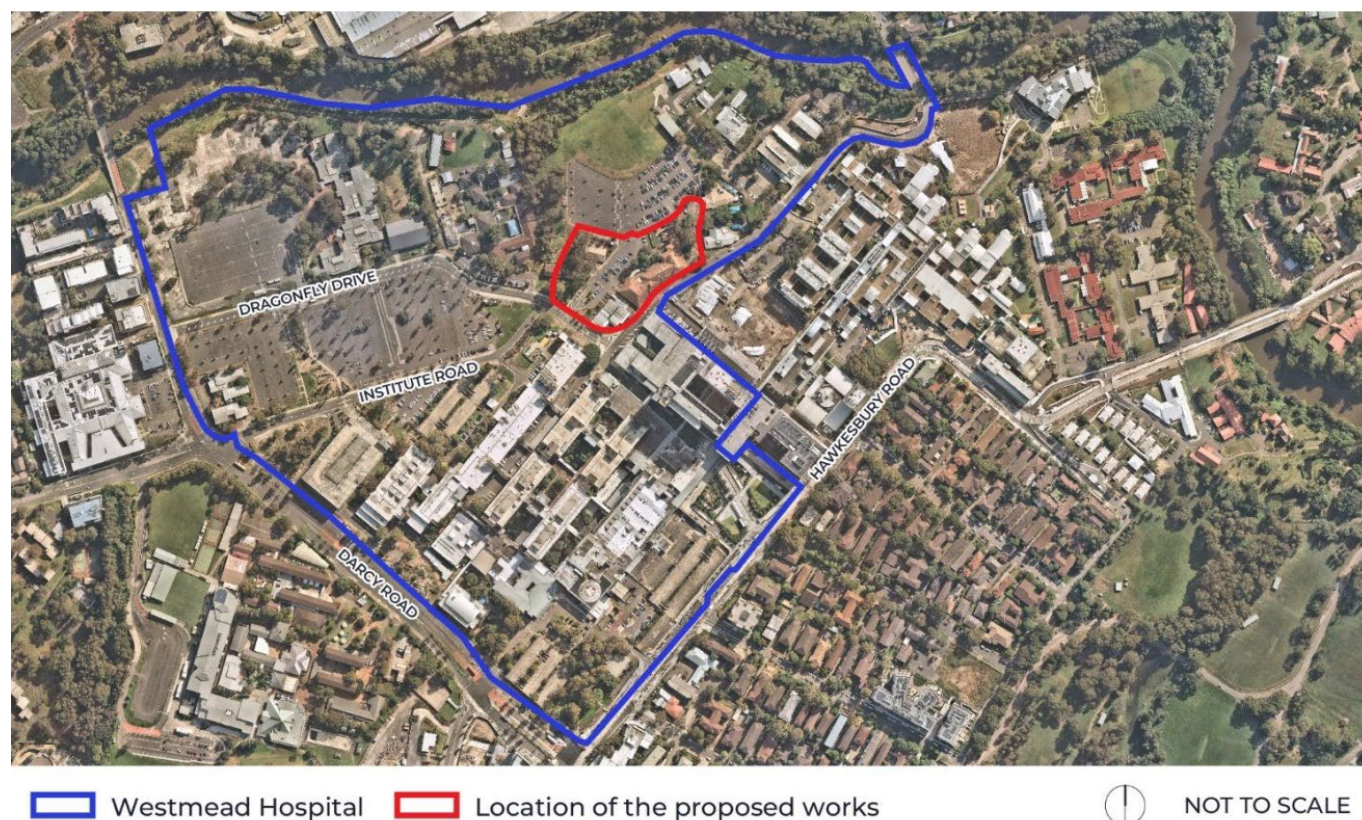 DRAGONFLY DRIVE
INSTITUTE ROAD
HAWKESBURY ROAD
DARCY ROAD
Westmead Hospital
Location of the proposed works
NOT TO SCALE